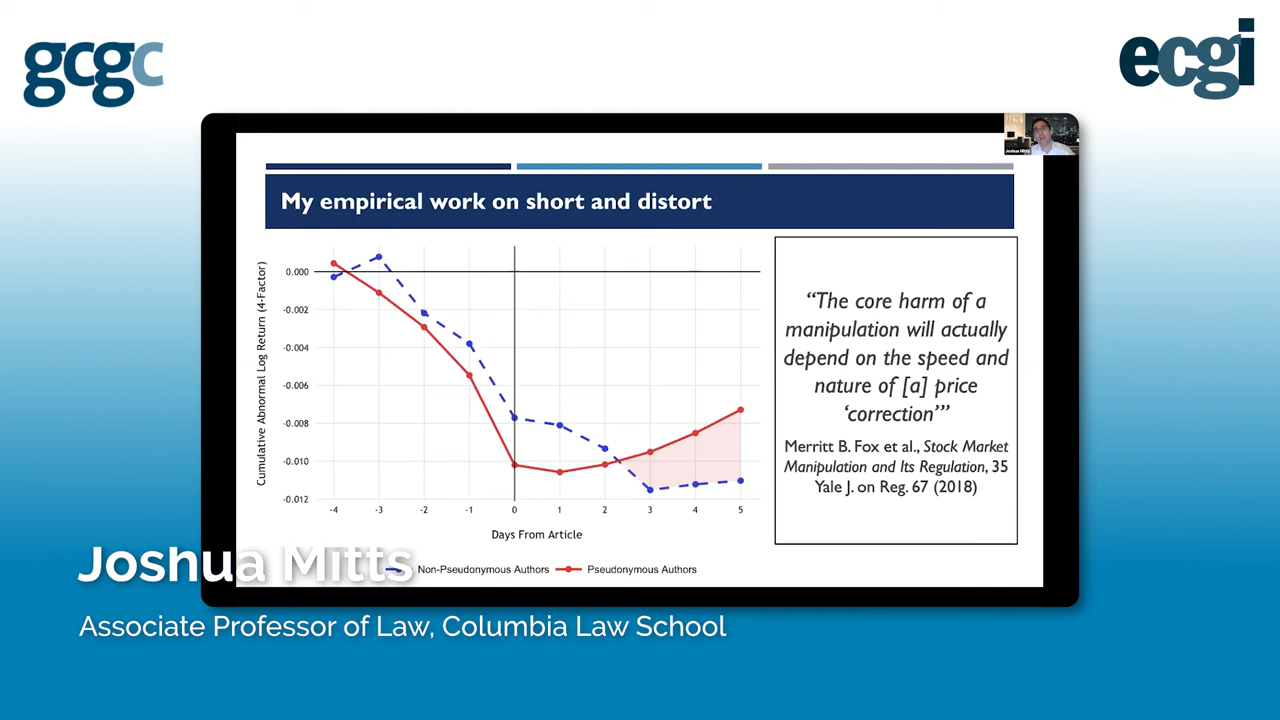 gcgc
ecgi
Joshua Mitts
My empirical work on short and distort
Cumulative Abnormal Log Return (4-Factor)
0.000
-0.002
-0.004
-0.006
-0.008
-0.010
-0.012
-4
-3
-2
-1
0
1
2
3
4
5
Days From Article
Non-Pseudonymous Authors
Pseudonymous Authors
“The core harm of a
manipulation will actually
depend on the speed and
nature of [a] price
‘correction’”
Merritt B. Fox et al., Stock Market
Manipulation and Its Regulation, 35
Yale J. on Reg. 67 (2018)
Joshua Mitts
Associate Professor of Law, Columbia Law School